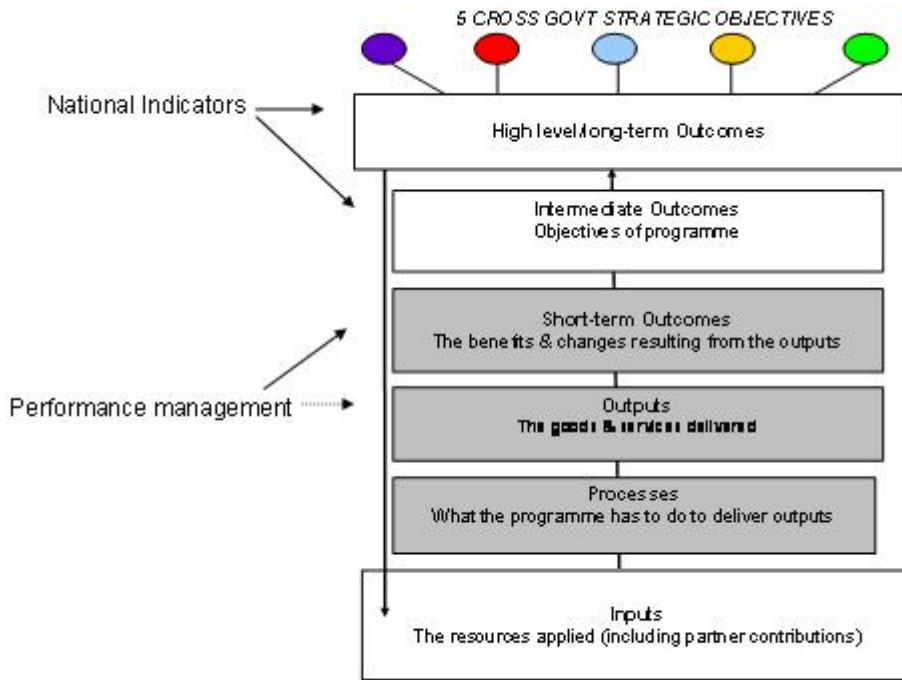 5 CROSS GOVT STRATEGIC OBJECTIVES
National Indicators
High level/long-term Outcomes
Intermediate Outcomes
Objectives of programme
Short-term Outcomes
The benefits & changes resulting from the outputs
Performance management
Outputs
The goods & services delivered
Processes
What the programme has to do to deliver outputs
Inputs
The resources applied (including partner contributions)